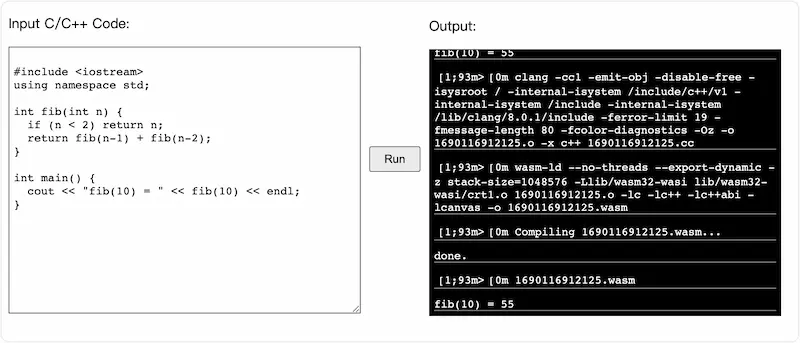 Input C/C++ Code:
#include <iostream>
using namespace std;
int fib(int n) {
if (n < 2) return n;
return fib(n-1) + fib(n-2);
}
int main() {
cout << "fib(10) = " << fib(10) << endl;
}
Run
Output:
fib(10) = 55
[1;93m> [0m clang -cc1 -emit-obj -disable-free -
isysroot / -internal-isystem /include/c++/v1 -
internal-isystem /include -internal-isystem
/lib/clang/8.0.1/include -ferror-limit 19 -
fmessage-length 80 -fcolor-diagnostics -Oz -o
1690116912125.o -x c++ 1690116912125.cc
[1;93m> [0m wasm-ld --no-threads --export-dynamic -
z stack-size=1048576 -Llib/wasm32-wasi lib/wasm32-
wasi/crt1.o 1690116912125.o -lc -lc++ -lc++abi -
lcanvas -o 1690116912125.wasm
[1;93m> [0m Compiling 1690116912125.wasm...
done.
[1;93m> [0m 1690116912125.wasm
fib(10) = 55